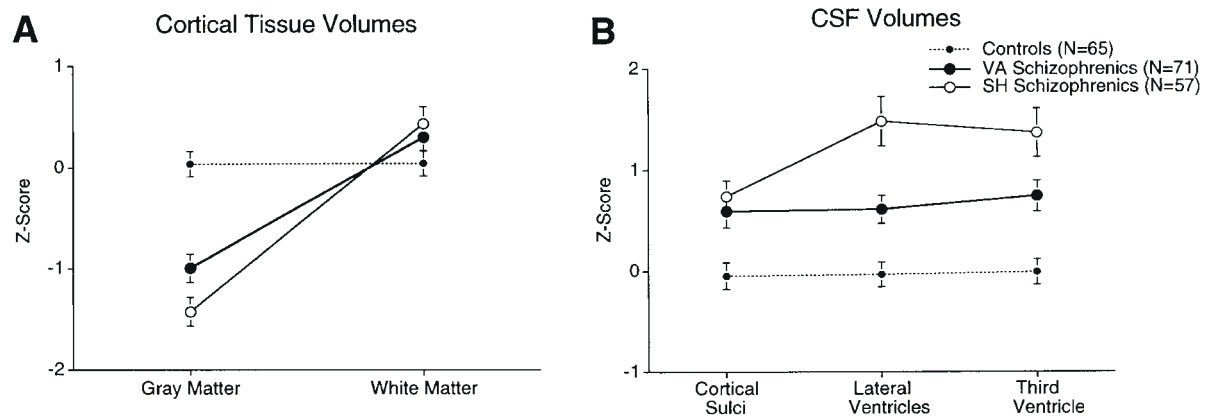 A
Cortical Tissue Volumes
1
0
-1
-2
Z-Score
Gray Matter
White Matter
B
CSF Volumes
Controls (N=65)
VA Schizophrenics (N=71)
SH Schizophrenics (N=57)
2
1
0
-1
Z-Score
Cortical
Sulci
Lateral
Ventricles
Third
Ventricle